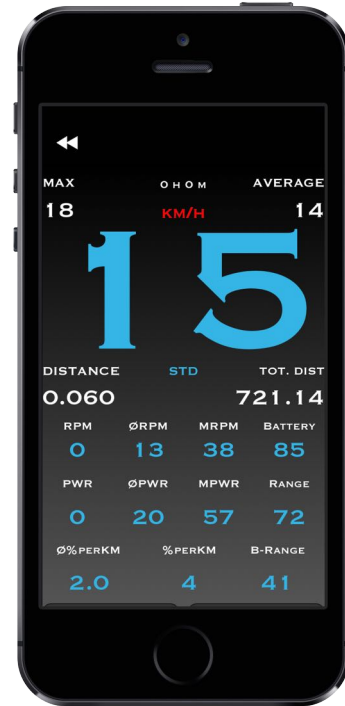 MAX OHOM AVERAGE
18 KM/H 14
15
DISTANCE STD TOT. DIST
0.060 721.14
RPM ØRPM MRPM BATTERY
0 13 38 85
PWR ØPWR MPWR RANGE
0 20 57 72
Ø%PERKM %PERKM B-RANGE
2.0 4 41